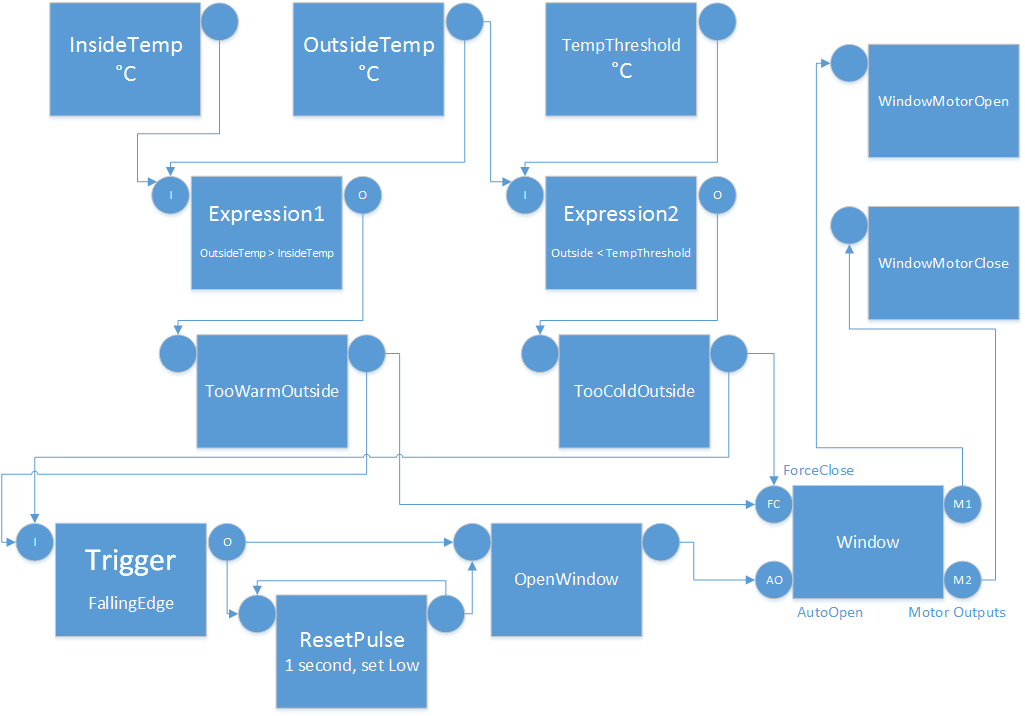 InsideTemp
°C
OutsideTemp
°C
TempThreshold
°C
WindowMotorOpen
I
Expression1
OutsideTemp > InsideTemp
O
I
Expression2
Outside < TempThreshold
O
WindowMotorClose
TooWarmOutside
TooColdOutside
ForceClose
FC
Window
M1
AO
M2
AutoOpen
Motor Outputs
I
Trigger
FallingEdge
O
OpenWindow
ResetPulse
1 second, set Low